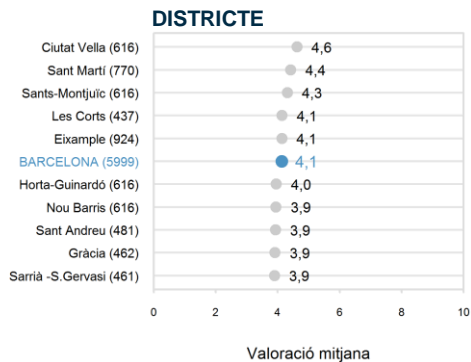 DISTRICTE
Ciutat Vella (616) 4,6
Sant Martí (770) 4,4
Sants-Montjuïc (616) 4,3
Les Corts (437) 4,1
Eixample (924) 4,1
BARCELONA (5999) 4,1
Horta-Guinardó (616) 4,0
Nou Barris (616) 3,9
Sant Andreu (481) 3,9
Gràcia (462) 3,9
Sarrià -S.Gervasi (461) 3,9
0 2 4 6 8 10
Valoració mitjana